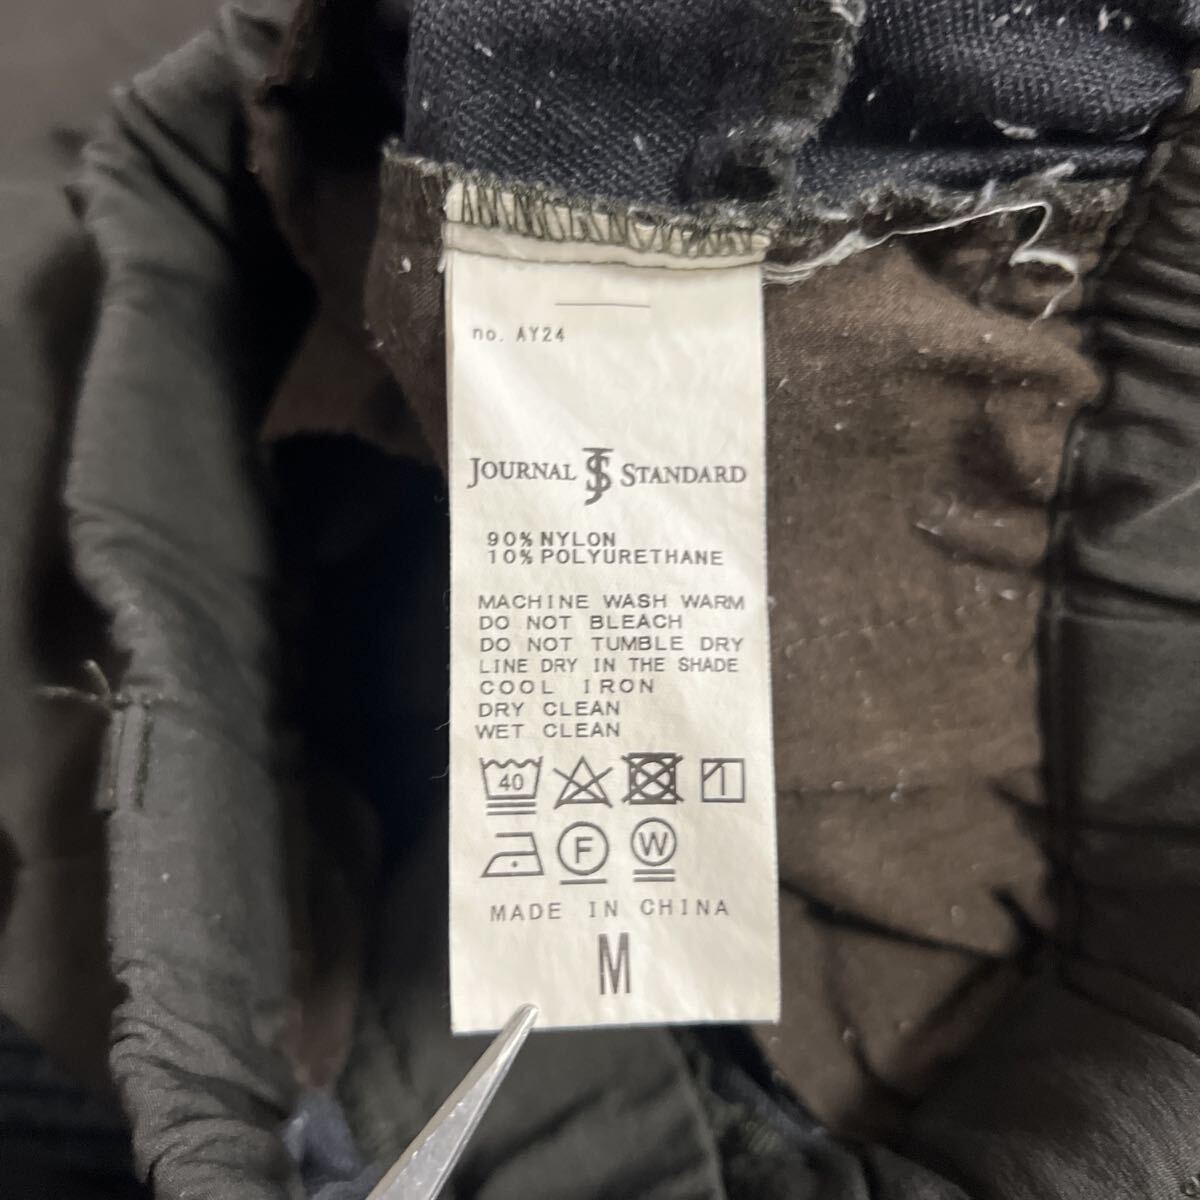 no. AY24
JOURNAL JS STANDARD
90% NYLON
10% POLYURETHANE
MACHINE WASH WARM
DO NOT BLEACH
DO NOT TUMBLE DRY
LINE DRY IN THE SHADE
COOL IRON
DRY CLEAN
WET CLEAN
40
F W
MADE IN CHINA
M